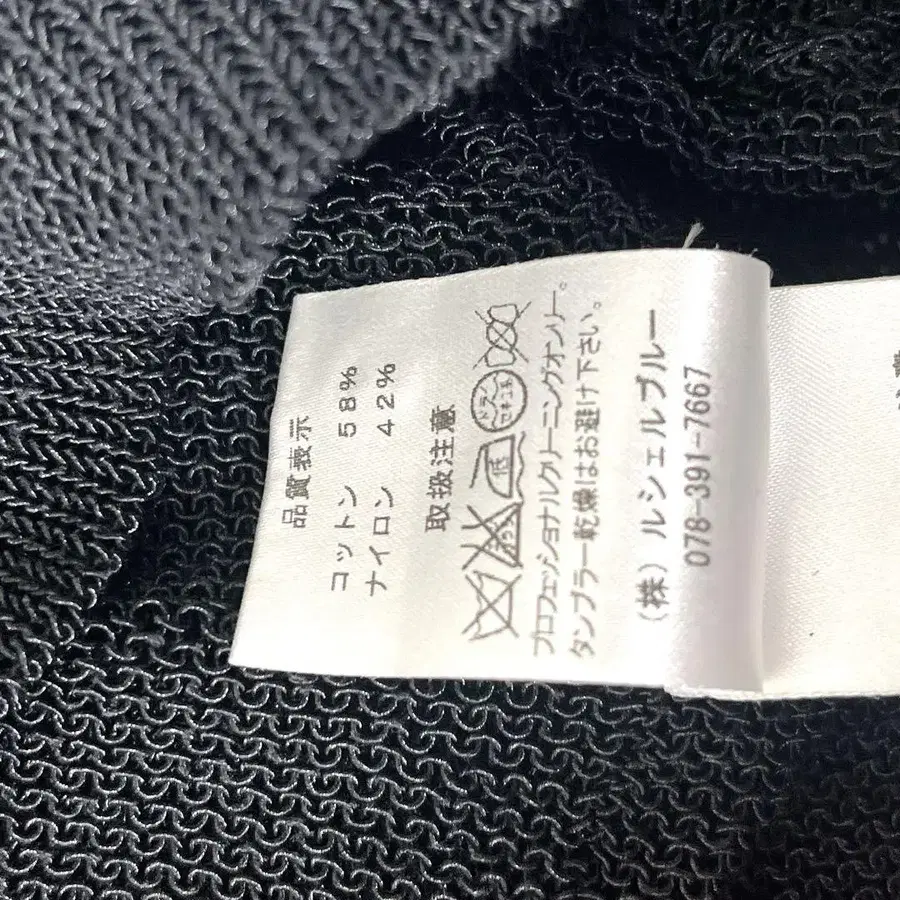 品質表示
コットン 58%
ナイロン 42%
取扱注意
低 ドライ セキユ系
プロフェッショナルクリーニングオンリー。
タンブラー乾燥はお避け下さい。
(株)ルシェルブルー
078-391-7667